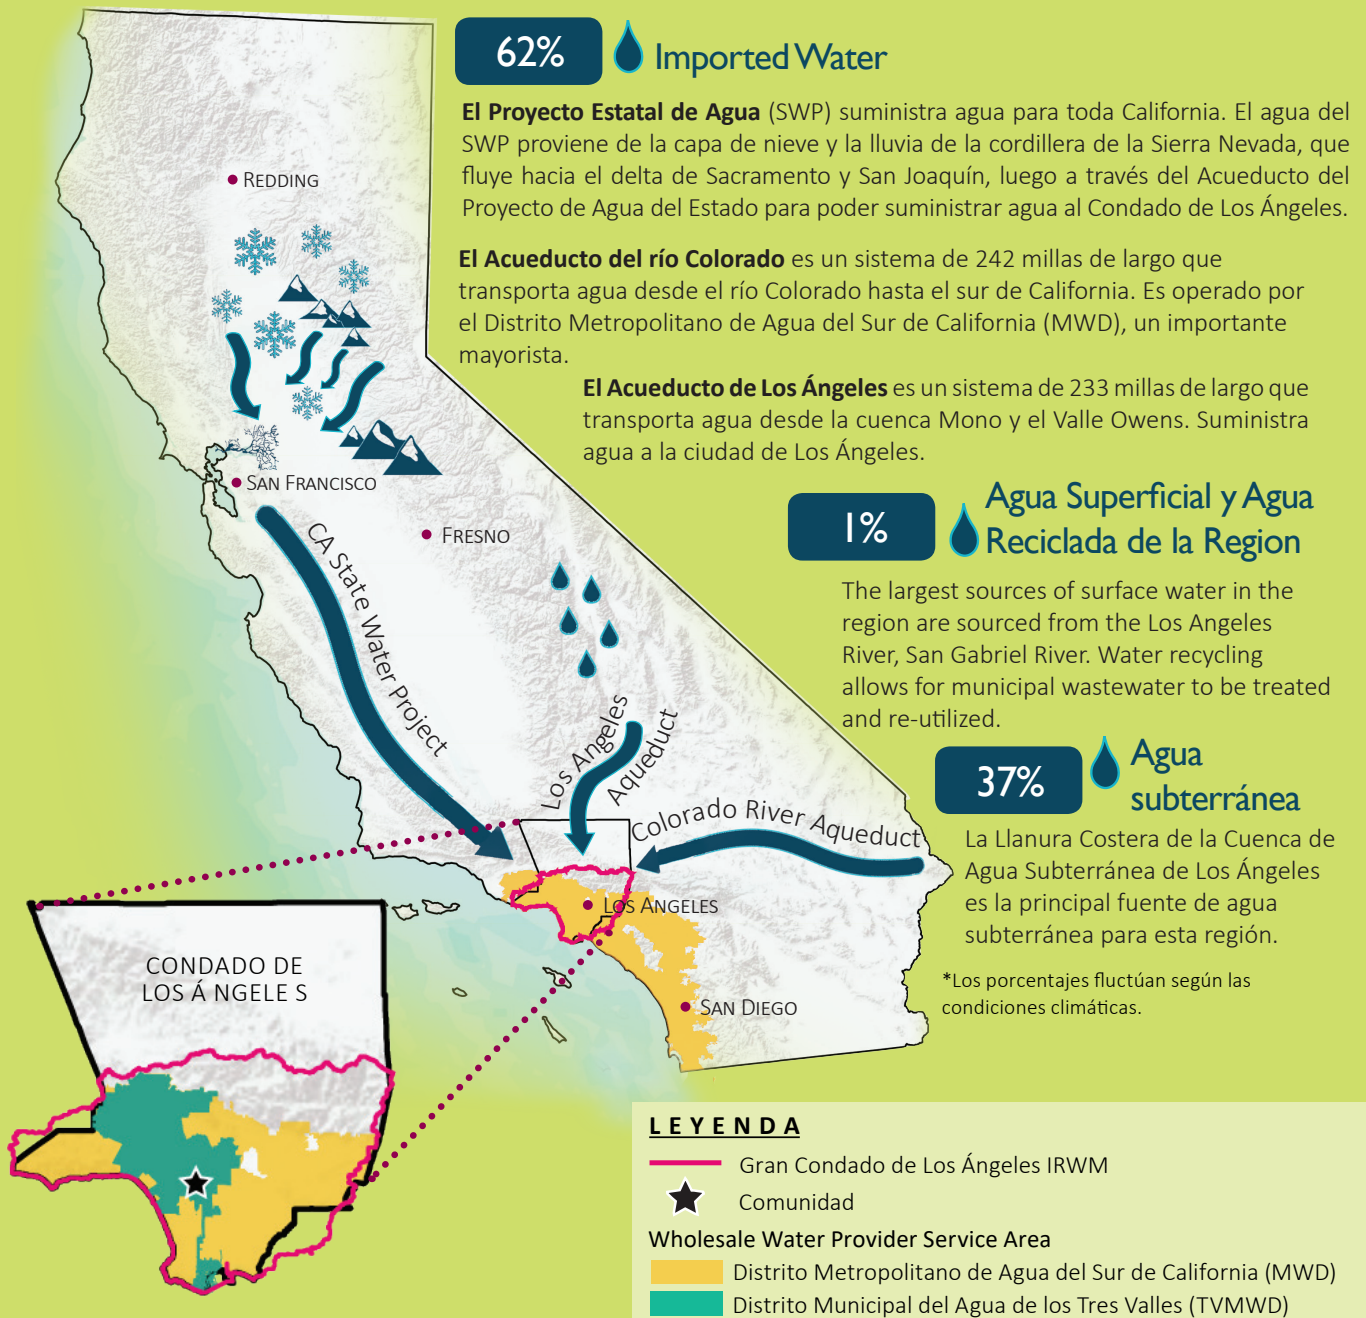 62%
Imported Water
El Proyecto Estatal de Agua (SWP) suministra agua para toda California. El agua del
SWP proviene de la capa de nieve y la lluvia de la cordillera de la Sierra Nevada, que
fluye hacia el delta de Sacramento y San Joaquín, luego a través del Acueducto del
Proyecto de Agua del Estado para poder suministrar agua al Condado de Los Ángeles.
El Acueducto del río Colorado es un sistema de 242 millas de largo que
transporta agua desde el río Colorado hasta el sur de California. Es operado por
el Distrito Metropolitano de Agua del Sur de California (MWD), un importante
mayorista.
El Acueducto de Los Ángeles es un sistema de 233 millas de largo que
transporta agua desde la cuenca Mono y el Valle Owens. Suministra
agua a la ciudad de Los Ángeles.
1%
Agua Superficial y Agua
Reciclada de la Region
The largest sources of surface water in the
region are sourced from the Los Angeles
River, San Gabriel River. Water recycling
allows for municipal wastewater to be treated
and re-utilized.
37%
Agua
subterránea
La Llanura Costera de la Cuenca de
Agua Subterránea de Los Ángeles
es la principal fuente de agua
subterránea para esta región.
*Los porcentajes fluctúan según las
condiciones climáticas.
REDDING
SAN FRANCISCO
FRESNO
CA State Water Project
Los Angeles
Aqueduct
Colorado River Aqueduct
LOS ANGELES
SAN DIEGO
CONDADO DE
LOS Á NGELE S
LEYENDA
Gran Condado de Los Ángeles IRWM
Comunidad
Wholesale Water Provider Service Area
Distrito Metropolitano de Agua del Sur de California (MWD)
Distrito Municipal del Agua de los Tres Valles (TVMWD)